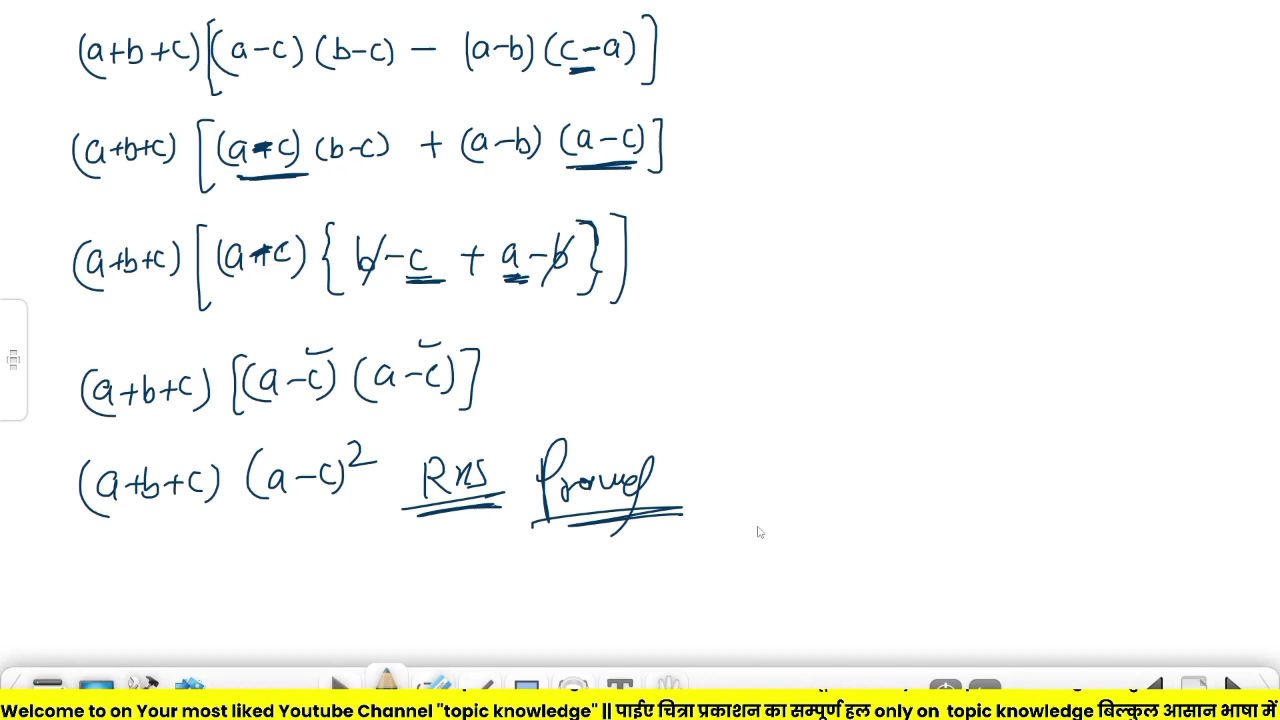 (a+b+c)[(a-c)(b-c) - (a-b)(c-a)]
(a+b+c)[(a-c)(b-c) + (a-b)(a-c)]
(a+b+c)[(a-c){b-c + a-b}]
(a+b+c)[(a-c)(a-c)]
(a+b+c)(a-c)² RHS Proved
Welcome to on Your most liked Youtube Channel "topic knowledge" || पाईए चित्रा प्रकाशन का सम्पूर्ण हल only on topic knowledge बिल्कुल आसान भाषा में